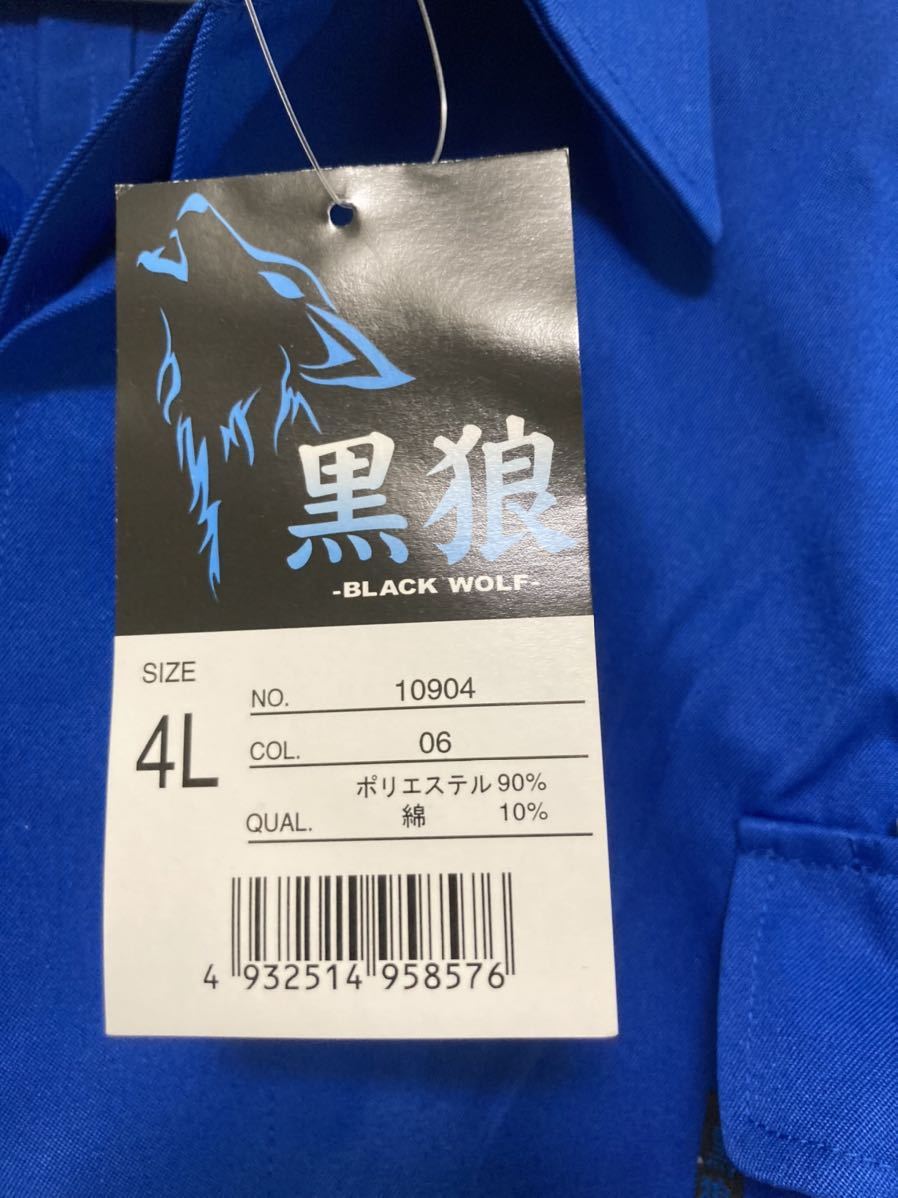 黒狼
-BLACK WOLF-
SIZE
4L
NO. 10904
COL. 06
QUAL. ポリエステル 90%
綿 10%
4 932514 958576